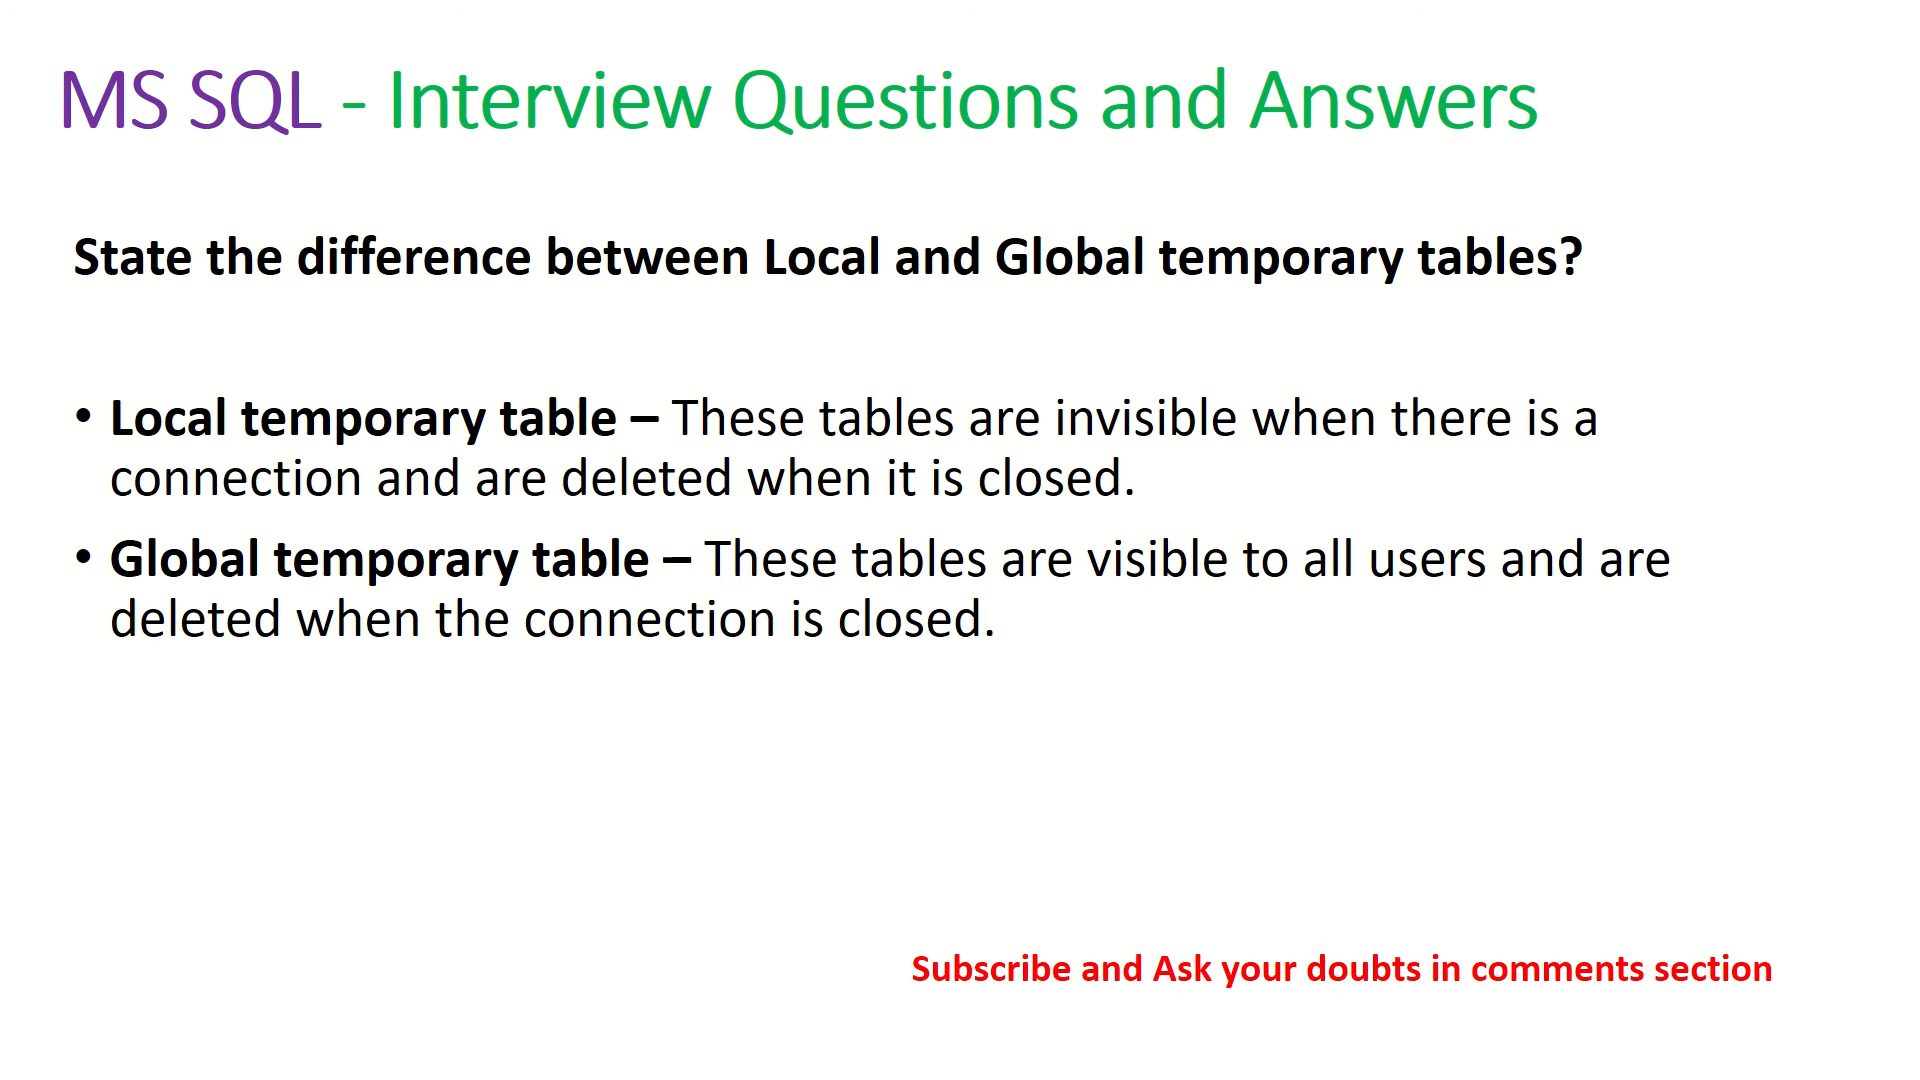 MS SQL - Interview Questions and Answers
State the difference between Local and Global temporary tables?
• Local temporary table – These tables are invisible when there is a
connection and are deleted when it is closed.
• Global temporary table – These tables are visible to all users and are
deleted when the connection is closed.
Subscribe and Ask your doubts in comments section